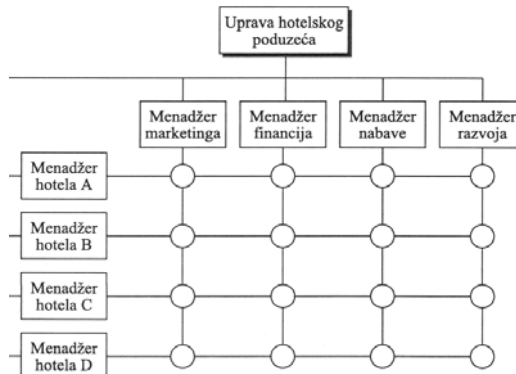 Uprava hotelskog
poduzeća
Menadžer
marketinga
Menadžer
financija
Menadžer
nabave
Menadžer
razvoja
Menadžer
hotela A
Menadžer
hotela B
Menadžer
hotela C
Menadžer
hotela D